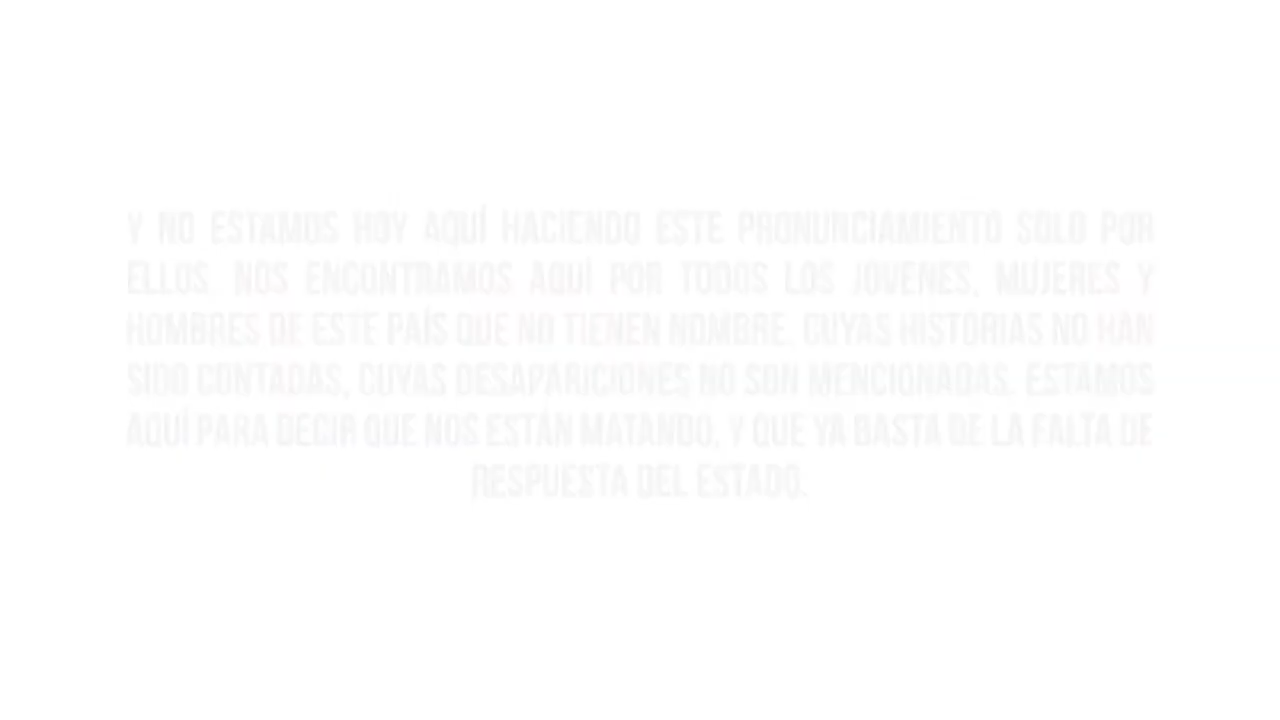 Y NO ESTAMOS HOY AQUÍ HACIENDO ESTE PRONUNCIAMIENTO SOLO POR
ELLOS. NOS ENCONTRAMOS AQUÍ POR TODOS LOS JÓVENES, MUJERES Y
HOMBRES DE ESTE PAÍS QUE NO TIENEN NOMBRE, CUYAS HISTORIAS NO HAN
SIDO CONTADAS, CUYAS DESAPARICIONES NO SON MENCIONADAS. ESTAMOS
AQUÍ PARA DECIR QUE NOS ESTÁN MATANDO, Y QUE YA BASTA DE LA FALTA DE
RESPUESTA DEL ESTADO.